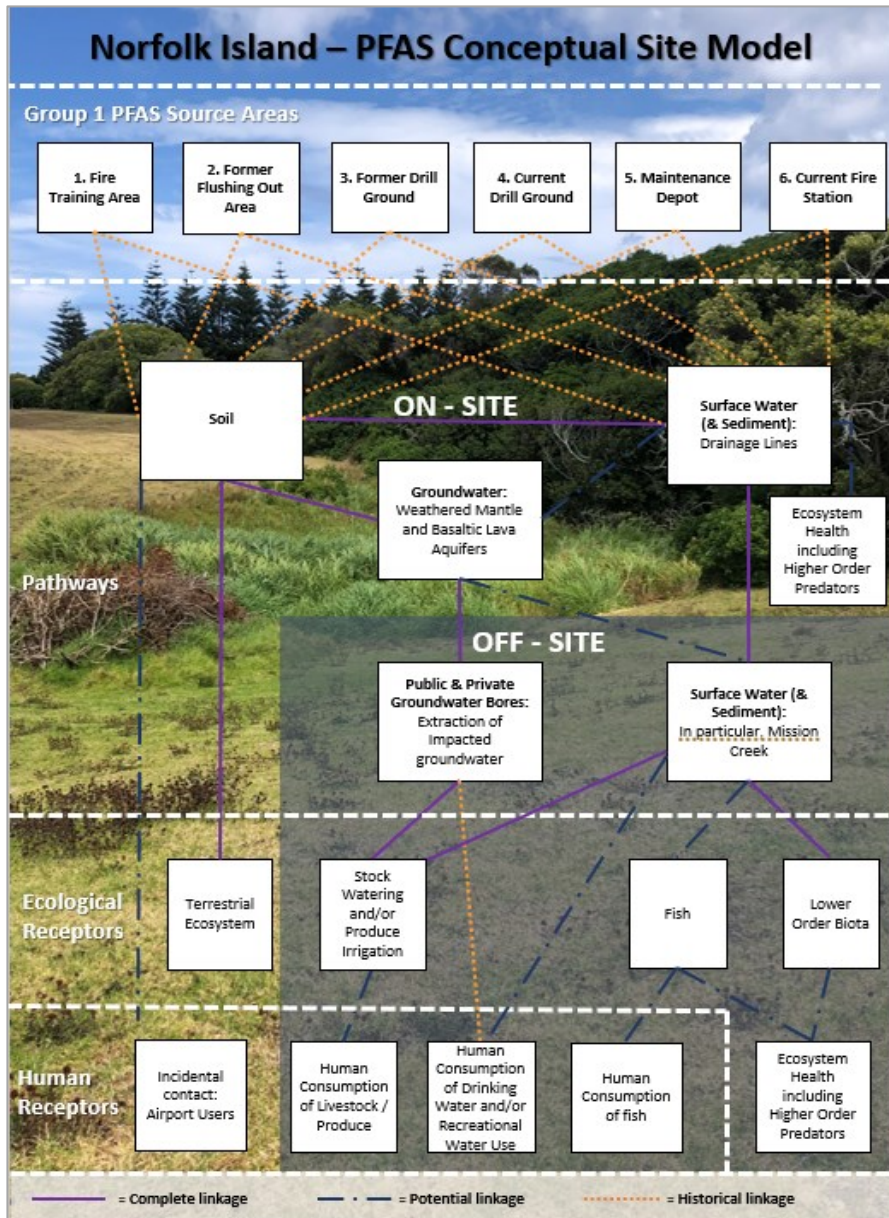 Norfolk Island – PFAS Conceptual Site Model
Group 1 PFAS Source Areas
1. Fire
Training Area
2. Former
Flushing Out
Area
3. Former Drill
Ground
4. Current
Drill Ground
5. Maintenance
Depot
6. Current Fire
Station
Soil
ON - SITE
Surface Water
(& Sediment):
Drainage Lines
Groundwater:
Weathered Mantle
and Basaltic Lava
Aquifers
Ecosystem
Health
including
Higher Order
Predators
Pathways
OFF - SITE
Public & Private
Groundwater Bores:
Extraction of
Impacted
groundwater
Surface Water (&
Sediment):
In particular, Mission
Creek
Ecological
Receptors
Terrestrial
Ecosystem
Stock
Watering
and/or
Produce
Irrigation
Fish
Lower
Order Biota
Human
Receptors
Incidental
contact:
Airport Users
Human
Consumption
of Livestock /
Produce
Human
Consumption
of Drinking
Water and/or
Recreational
Water Use
Human
Consumption
of fish
Ecosystem
Health
including
Higher Order
Predators
= Complete linkage
= Potential linkage
= Historical linkage